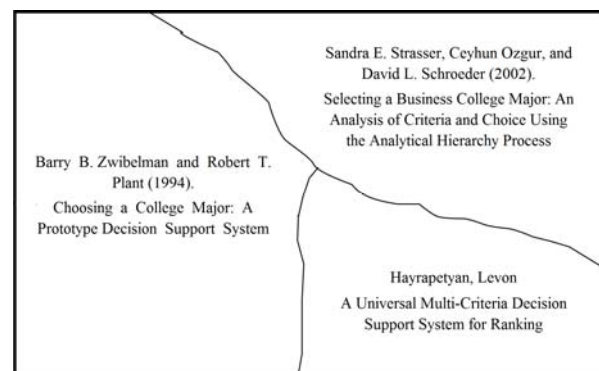 Sandra E. Strasser, Ceyhun Ozgur, and
David L. Schroeder (2002).
Selecting a Business College Major: An
Analysis of Criteria and Choice Using
the Analytical Hierarchy Process
Barry B. Zwibelman and Robert T.
Plant (1994).
Choosing a College Major: A
Prototype Decision Support System
Hayrapetyan, Levon
A Universal Multi-Criteria Decision
Support System for Ranking